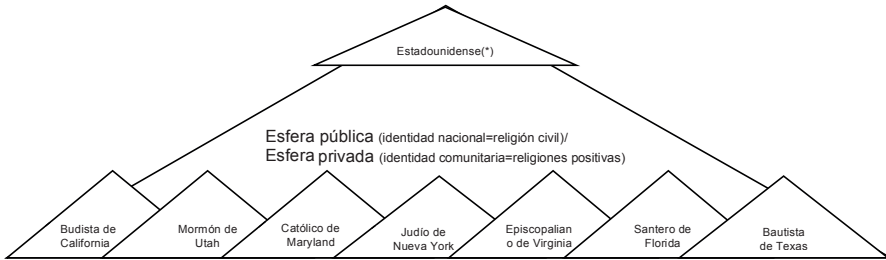 Estadounidense(*)
Esfera pública (identidad nacional=religión civil)/
Esfera privada (identidad comunitaria=religiones positivas)
Budista de
California
Mormón de
Utah
Católico de
Maryland
Judío de
Nueva York
Episcopalian
o de Virginia
Santero de
Florida
Bautista
de Texas